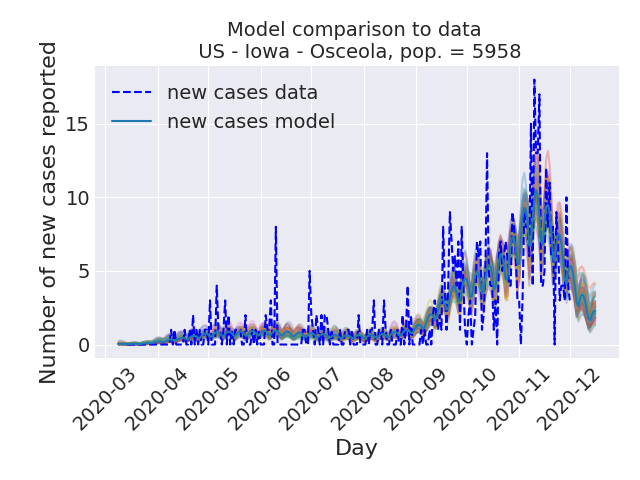 Model comparison to data
US - Iowa - Osceola, pop. = 5958
Number of new cases reported
new cases data
new cases model
15
10
5
0
2020-03
2020-04
2020-05
2020-06
2020-07
2020-08
2020-09
2020-10
2020-11
2020-12
Day